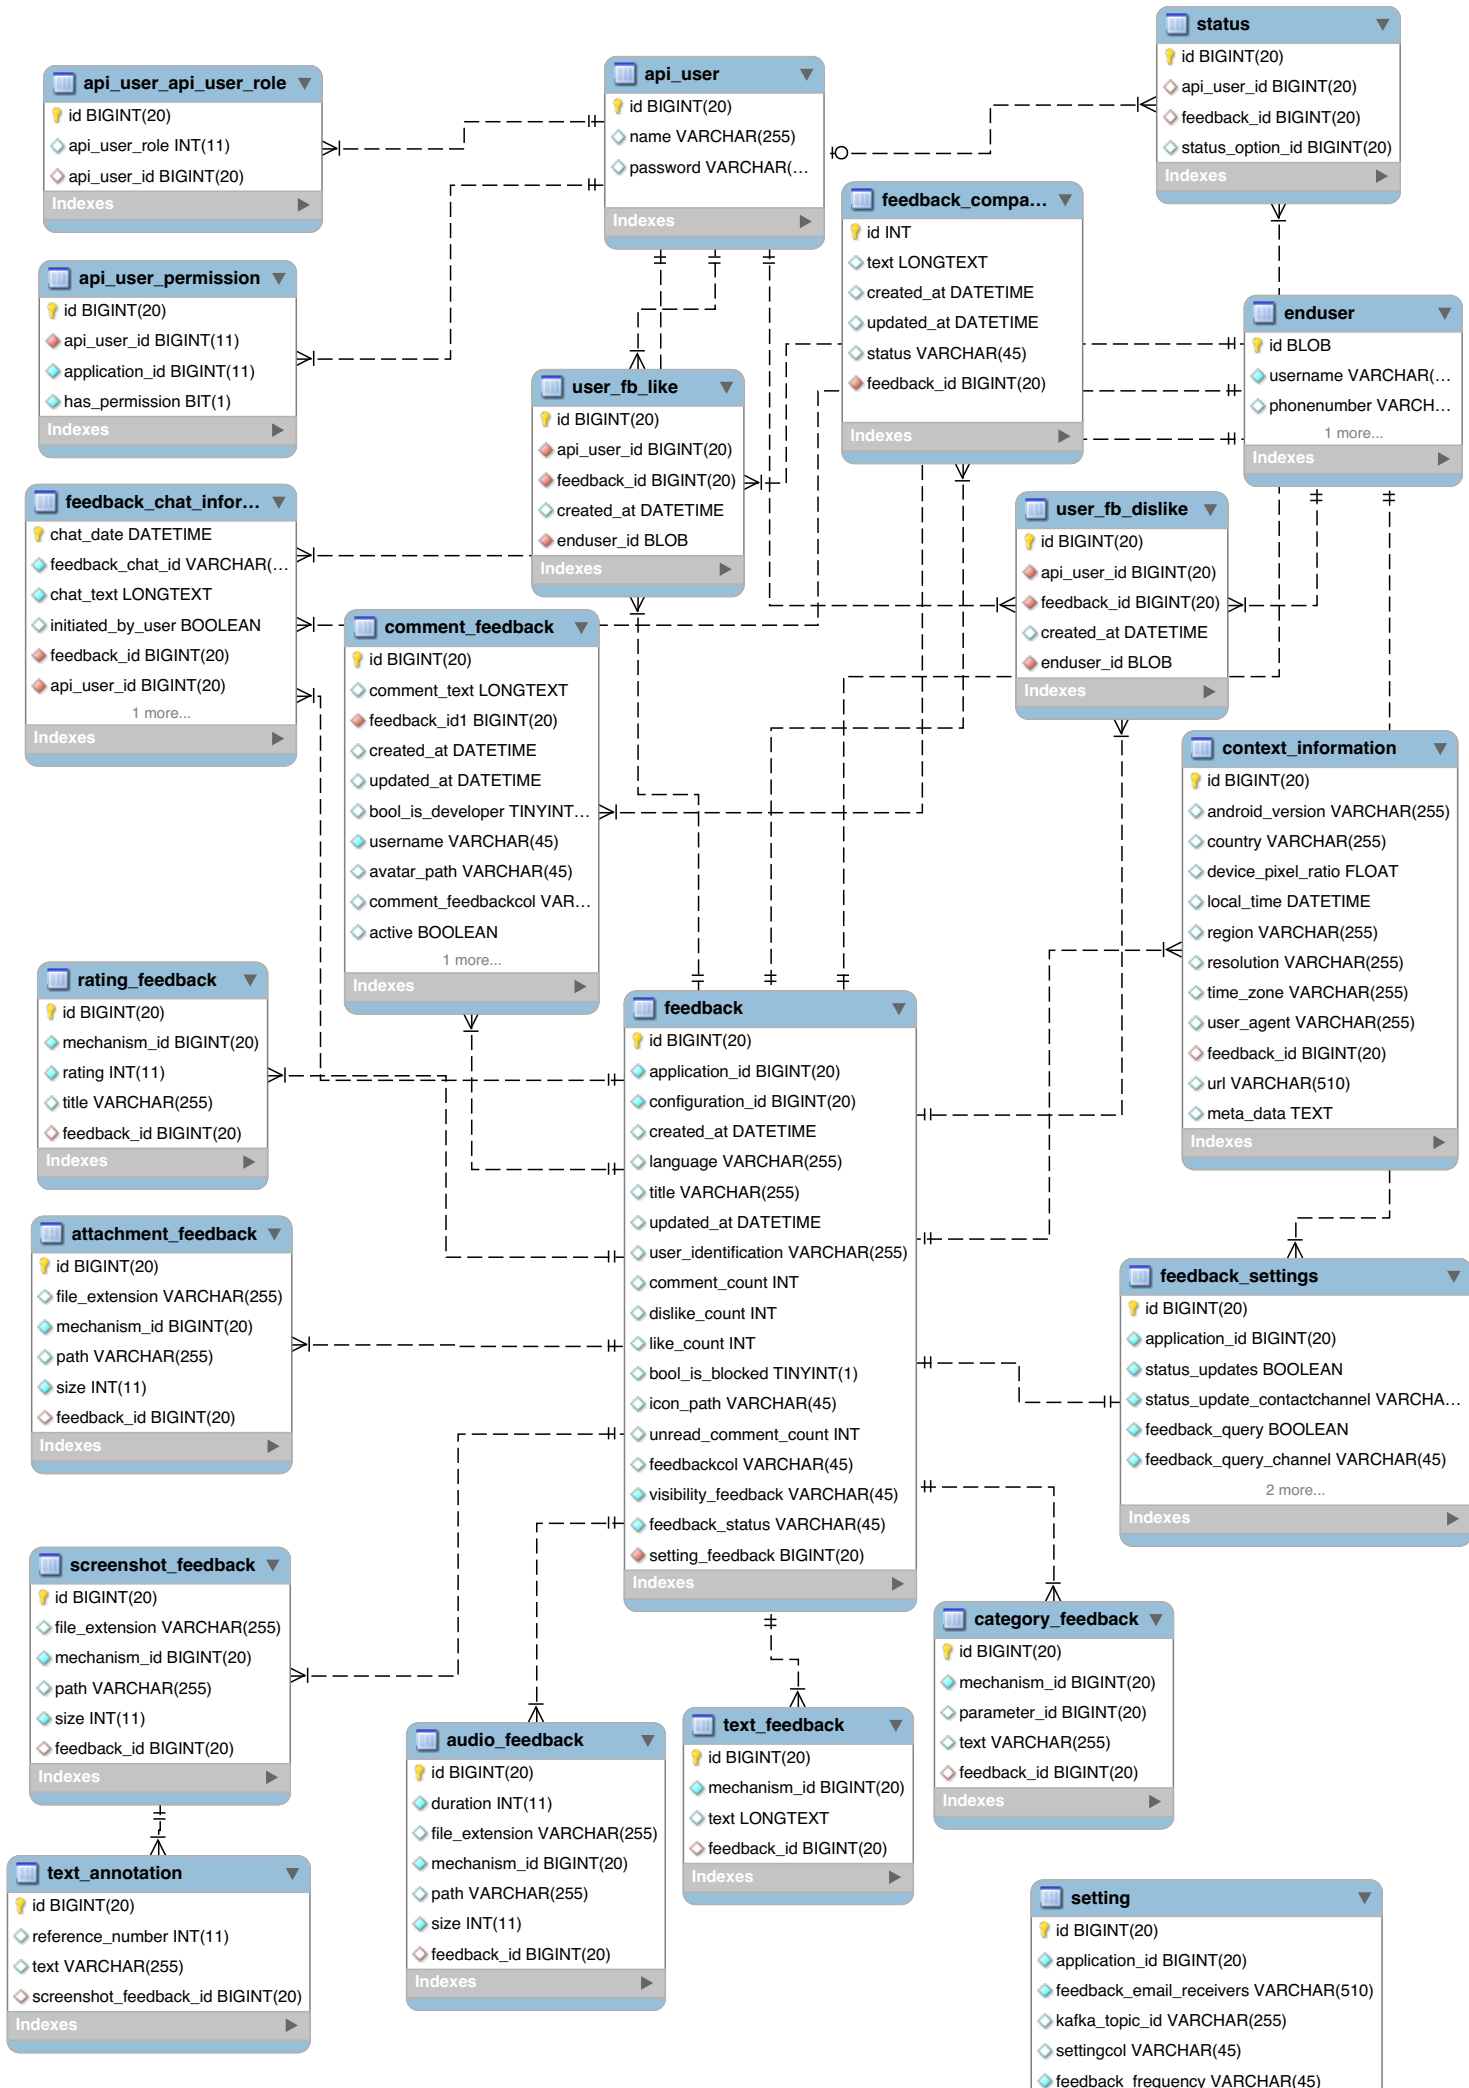 status
id BIGINT(20)
api_user_id BIGINT(20)
feedback_id BIGINT(20)
status_option_id BIGINT(20)
Indexes
api_user_api_user_role
id BIGINT(20)
api_user_role INT(11)
api_user_id BIGINT(20)
Indexes
api_user
id BIGINT(20)
name VARCHAR(255)
password VARCHAR(...
Indexes
feedback_compa...
id INT
text LONGTEXT
created_at DATETIME
updated_at DATETIME
status VARCHAR(45)
feedback_id BIGINT(20)
Indexes
api_user_permission
id BIGINT(20)
api_user_id BIGINT(11)
application_id BIGINT(11)
has_permission BIT(1)
Indexes
enduser
id BLOB
username VARCHAR(...
phonenumber VARCH...
1 more...
Indexes
user_fb_like
id BIGINT(20)
api_user_id BIGINT(20)
feedback_id BIGINT(20)
created_at DATETIME
enduser_id BLOB
Indexes
feedback_chat_infor...
chat_date DATETIME
feedback_chat_id VARCHAR(...
chat_text LONGTEXT
initiated_by_user BOOLEAN
feedback_id BIGINT(20)
api_user_id BIGINT(20)
1 more...
Indexes
user_fb_dislike
id BIGINT(20)
api_user_id BIGINT(20)
feedback_id BIGINT(20)
created_at DATETIME
enduser_id BLOB
Indexes
comment_feedback
id BIGINT(20)
comment_text LONGTEXT
feedback_id1 BIGINT(20)
created_at DATETIME
updated_at DATETIME
bool_is_developer TINYINT...
username VARCHAR(45)
avatar_path VARCHAR(45)
comment_feedbackcol VAR...
active BOOLEAN
1 more...
Indexes
context_information
id BIGINT(20)
android_version VARCHAR(255)
country VARCHAR(255)
device_pixel_ratio FLOAT
local_time DATETIME
region VARCHAR(255)
resolution VARCHAR(255)
time_zone VARCHAR(255)
user_agent VARCHAR(255)
feedback_id BIGINT(20)
url VARCHAR(510)
meta_data TEXT
Indexes
rating_feedback
id BIGINT(20)
mechanism_id BIGINT(20)
rating INT(11)
title VARCHAR(255)
feedback_id BIGINT(20)
Indexes
feedback
id BIGINT(20)
application_id BIGINT(20)
configuration_id BIGINT(20)
created_at DATETIME
language VARCHAR(255)
title VARCHAR(255)
updated_at DATETIME
user_identification VARCHAR(255)
comment_count INT
dislike_count INT
like_count INT
bool_is_blocked TINYINT(1)
icon_path VARCHAR(45)
unread_comment_count INT
feedbackcol VARCHAR(45)
visibility_feedback VARCHAR(45)
feedback_status VARCHAR(45)
setting_feedback BIGINT(20)
Indexes
attachment_feedback
id BIGINT(20)
file_extension VARCHAR(255)
mechanism_id BIGINT(20)
path VARCHAR(255)
size INT(11)
feedback_id BIGINT(20)
Indexes
feedback_settings
id BIGINT(20)
application_id BIGINT(20)
status_updates BOOLEAN
status_update_contactchannel VARCHA...
feedback_query BOOLEAN
feedback_query_channel VARCHAR(45)
2 more...
Indexes
screenshot_feedback
id BIGINT(20)
file_extension VARCHAR(255)
mechanism_id BIGINT(20)
path VARCHAR(255)
size INT(11)
feedback_id BIGINT(20)
Indexes
category_feedback
id BIGINT(20)
mechanism_id BIGINT(20)
parameter_id BIGINT(20)
text VARCHAR(255)
feedback_id BIGINT(20)
Indexes
audio_feedback
id BIGINT(20)
duration INT(11)
file_extension VARCHAR(255)
mechanism_id BIGINT(20)
path VARCHAR(255)
size INT(11)
feedback_id BIGINT(20)
Indexes
text_feedback
id BIGINT(20)
mechanism_id BIGINT(20)
text LONGTEXT
feedback_id BIGINT(20)
Indexes
text_annotation
id BIGINT(20)
reference_number INT(11)
text VARCHAR(255)
screenshot_feedback_id BIGINT(20)
Indexes
setting
id BIGINT(20)
application_id BIGINT(20)
feedback_email_receivers VARCHAR(510)
kafka_topic_id VARCHAR(255)
settingcol VARCHAR(45)
feedback_frequency VARCHAR(45)